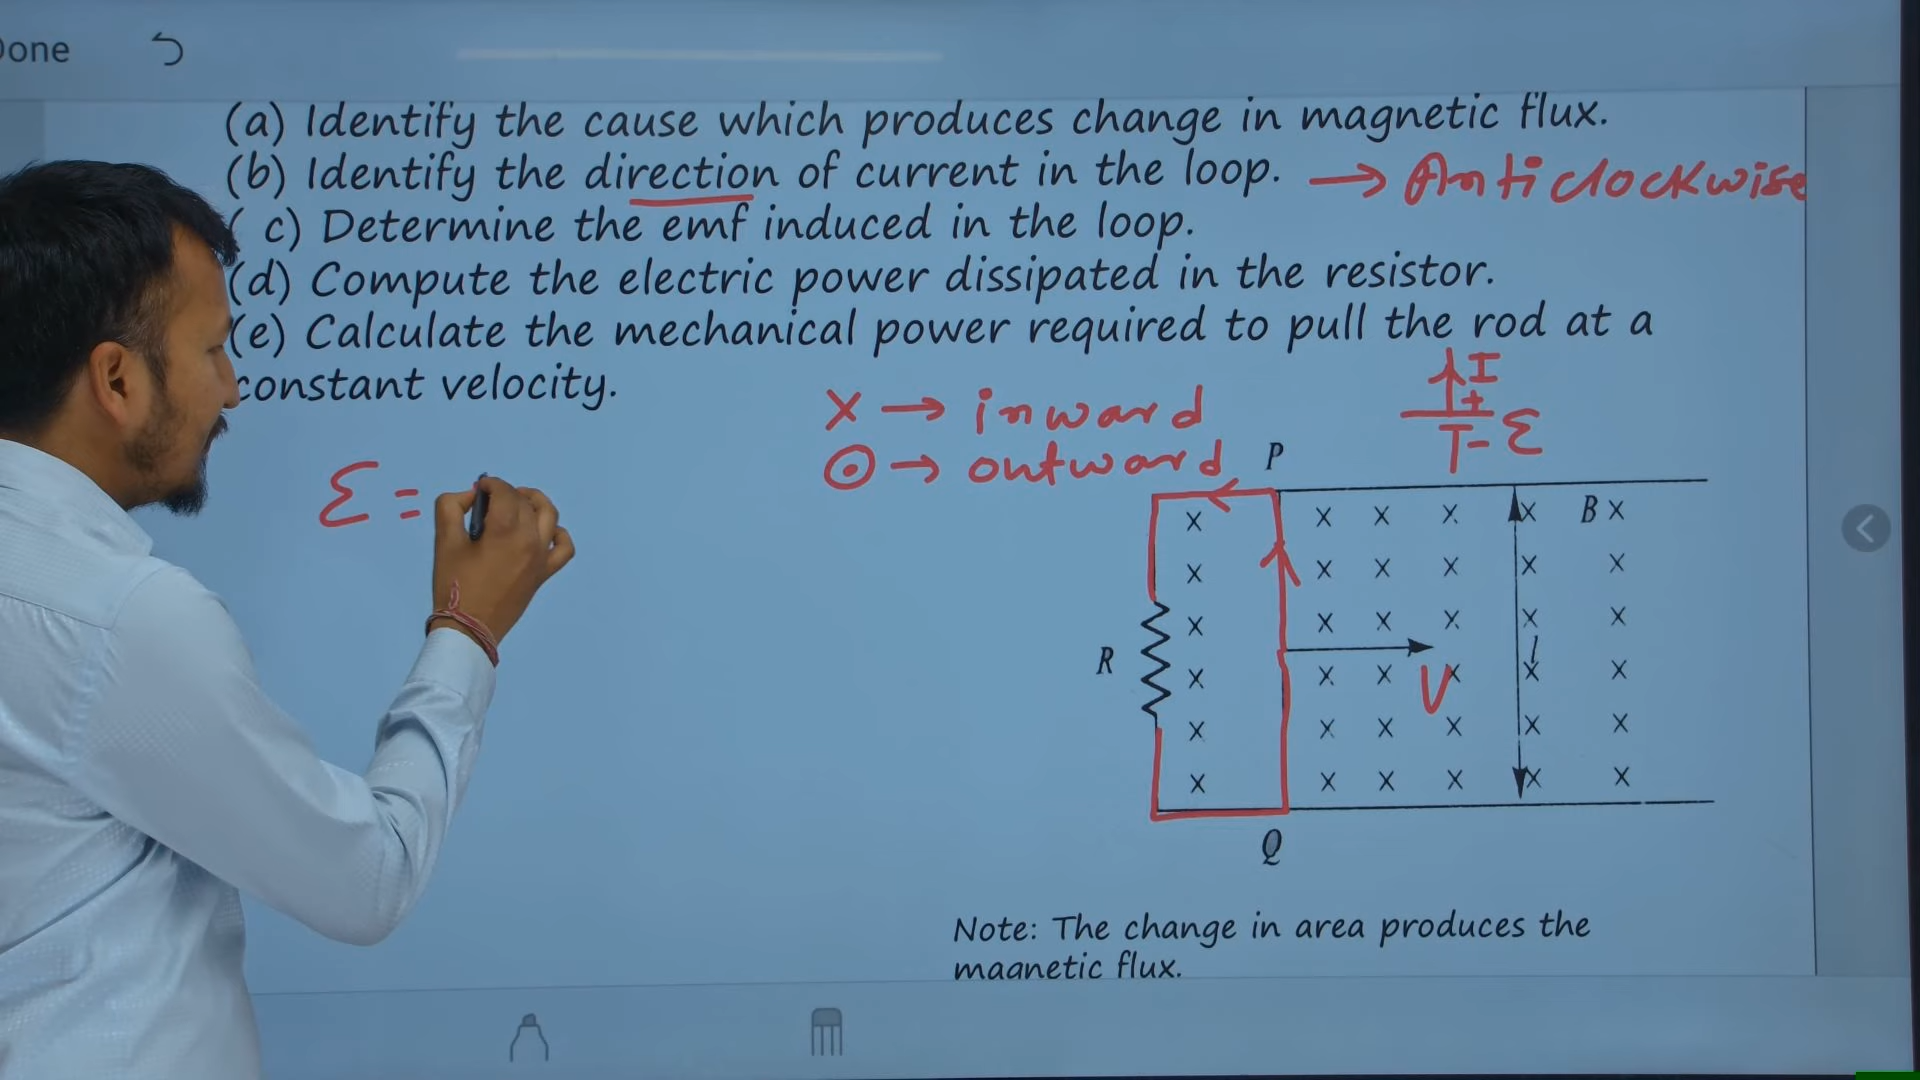 Done
(a) Identify the cause which produces change in magnetic flux.
(b) Identify the direction of current in the loop. → Anticlockwise
( c) Determine the emf induced in the loop.
(d) Compute the electric power dissipated in the resistor.
(e) Calculate the mechanical power required to pull the rod at a
constant velocity.
I
+
- ε
X → inward
⊙ → outward
ε =
P
x x x x x B x
x x x x x x
x x x x x x
R
l
x x x x x x
V
x x x x x x
x x x x x x
Q
Note: The change in area produces the
magnetic flux.